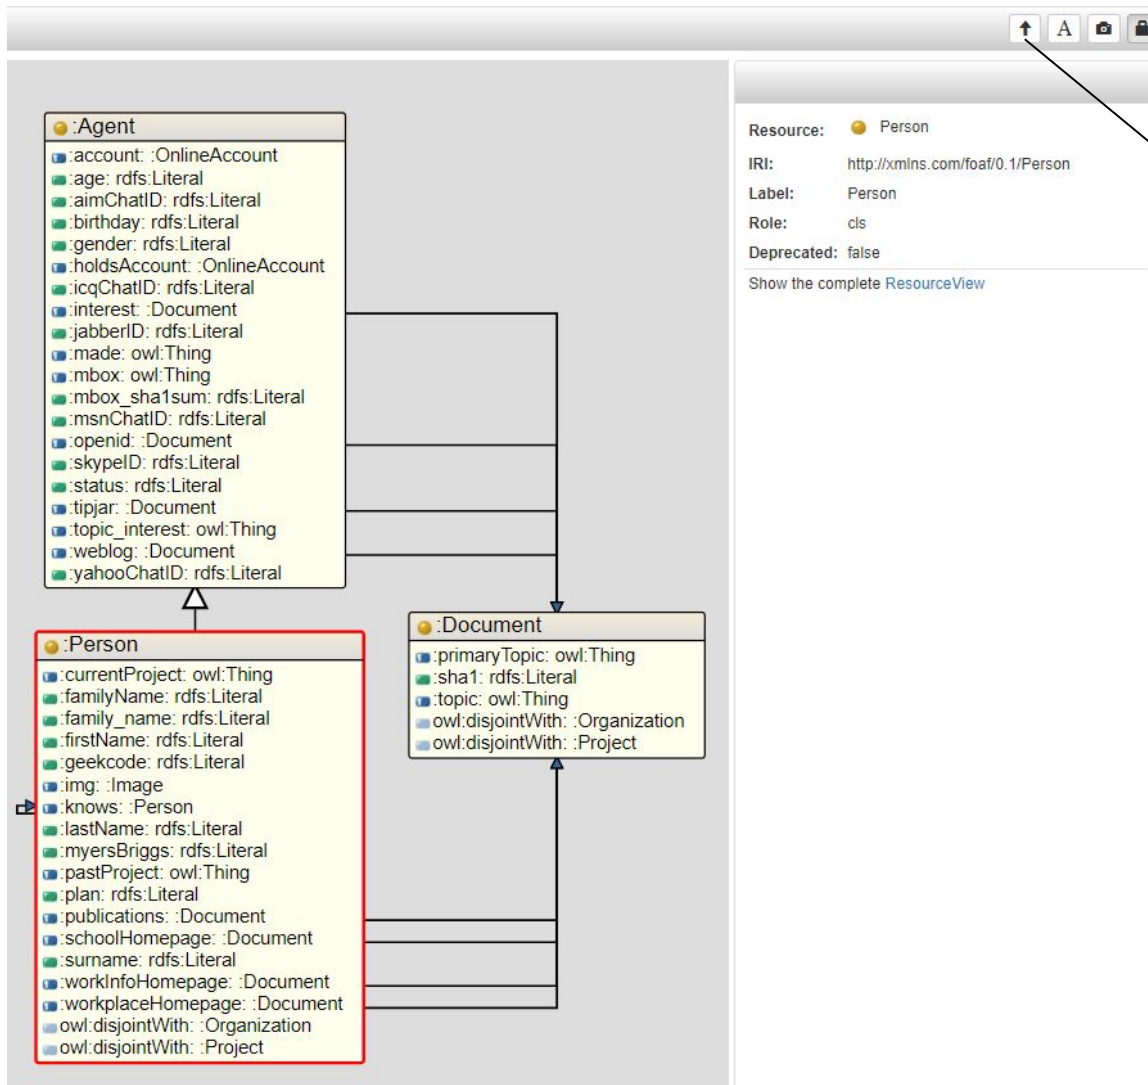 A
:Agent
:account: :OnlineAccount
:age: rdfs:Literal
:aimChatID: rdfs:Literal
:birthday: rdfs:Literal
:gender: rdfs:Literal
:holdsAccount: :OnlineAccount
:icqChatID: rdfs:Literal
:interest: :Document
:jabberID: rdfs:Literal
:made: owl:Thing
:mbox: owl:Thing
:mbox_sha1sum: rdfs:Literal
:msnChatID: rdfs:Literal
:openid: :Document
:skypeID: rdfs:Literal
:status: rdfs:Literal
:tipjar: :Document
:topic_interest: owl:Thing
:weblog: :Document
:yahooChatID: rdfs:Literal
:Person
:currentProject: owl:Thing
:familyName: rdfs:Literal
:family_name: rdfs:Literal
:firstName: rdfs:Literal
:geekcode: rdfs:Literal
:img: :Image
:knows: :Person
:lastName: rdfs:Literal
:myersBriggs: rdfs:Literal
:pastProject: owl:Thing
:plan: rdfs:Literal
:publications: :Document
:schoolHomepage: :Document
:surname: rdfs:Literal
:workInfoHomepage: :Document
:workplaceHomepage: :Document
owl:disjointWith: :Organization
owl:disjointWith: :Project
:Document
:primaryTopic: owl:Thing
:sha1: rdfs:Literal
:topic: owl:Thing
owl:disjointWith: :Organization
owl:disjointWith: :Project
Resource: Person
IRI: http://xmlns.com/foaf/0.1/Person
Label: Person
Role: cls
Deprecated: false
Show the complete ResourceView